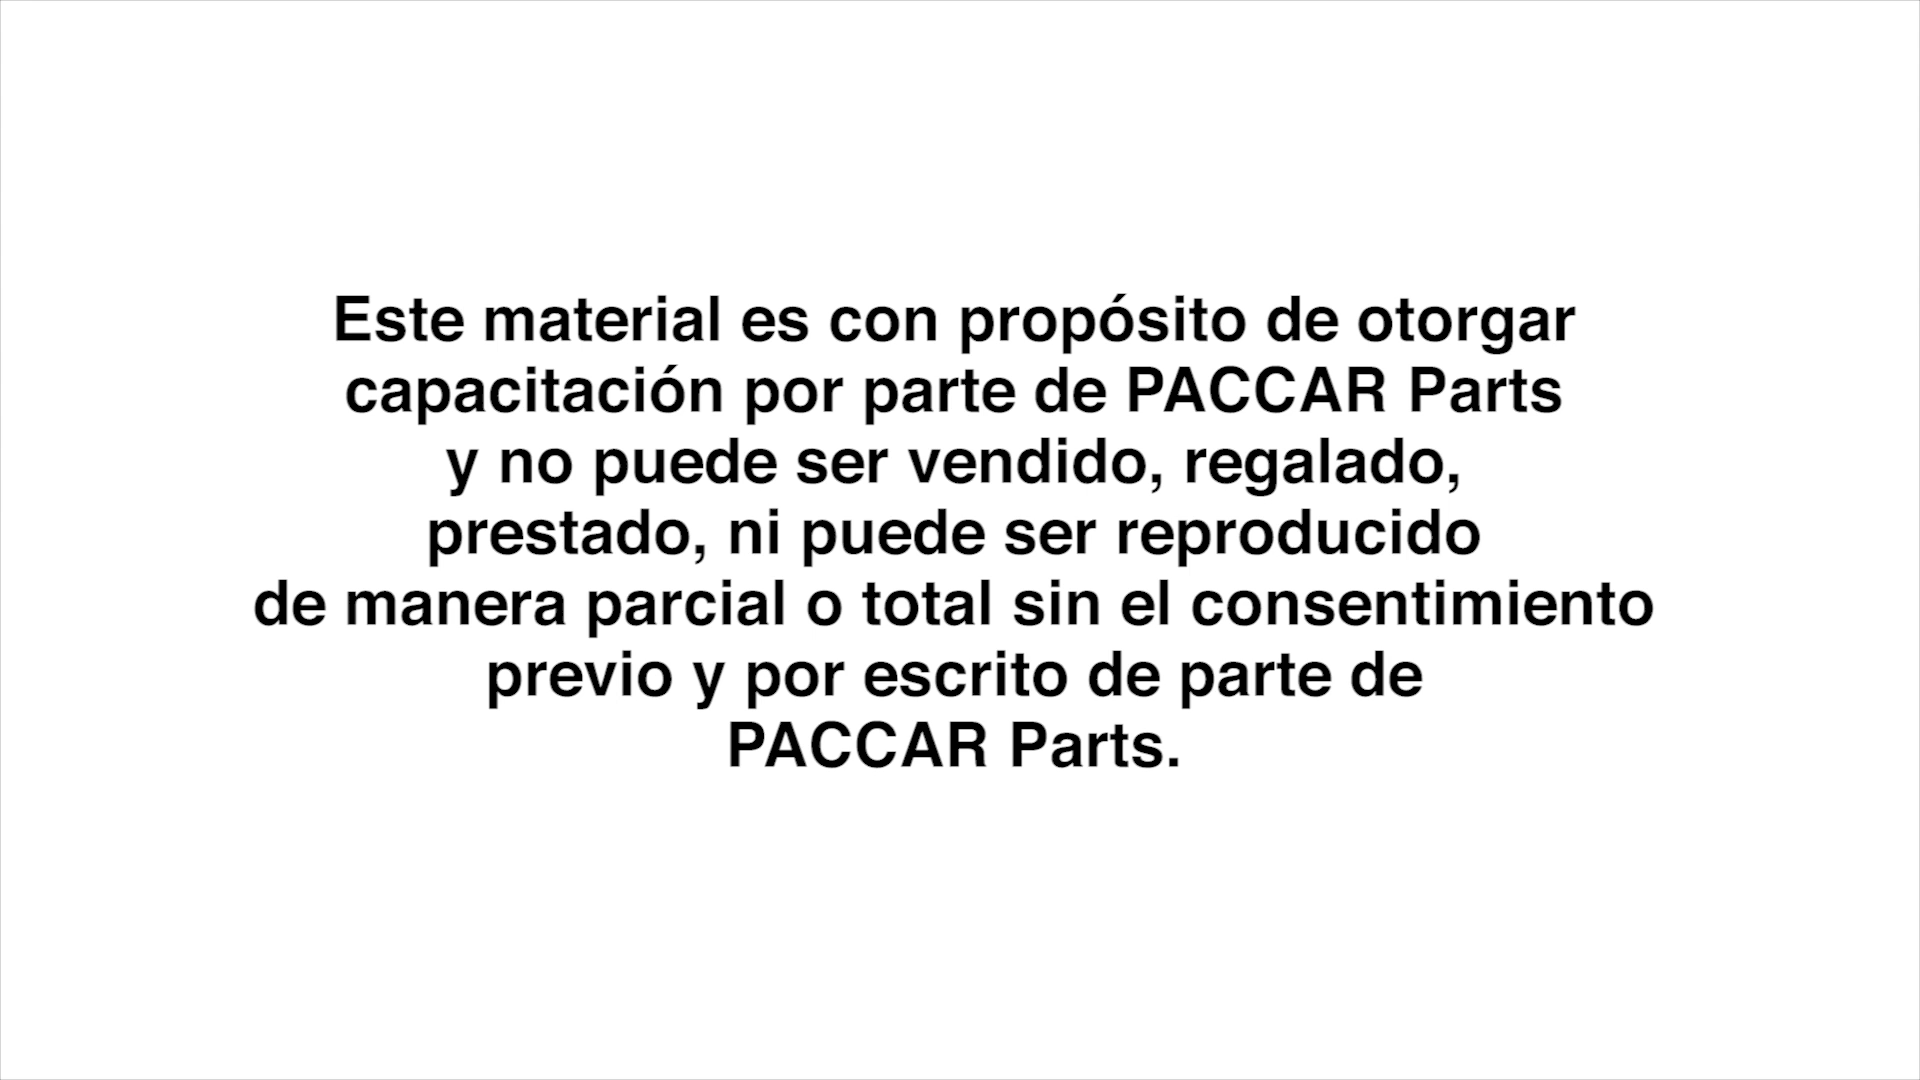 Este material es con propósito de otorgar
capacitación por parte de PACCAR Parts
y no puede ser vendido, regalado,
prestado, ni puede ser reproducido
de manera parcial o total sin el consentimiento
previo y por escrito de parte de
PACCAR Parts.